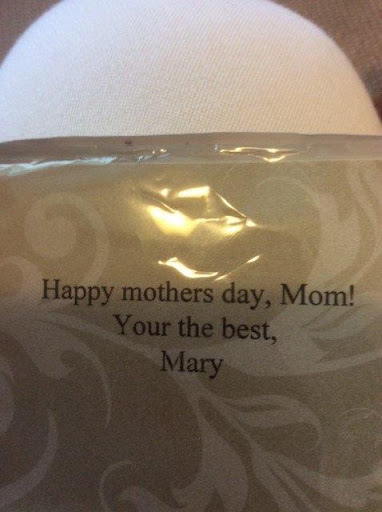 Happy mothers day, Mom!
Your the best,
Mary